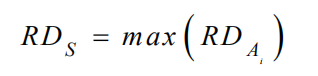 RD_S = max(RD_{A_i})